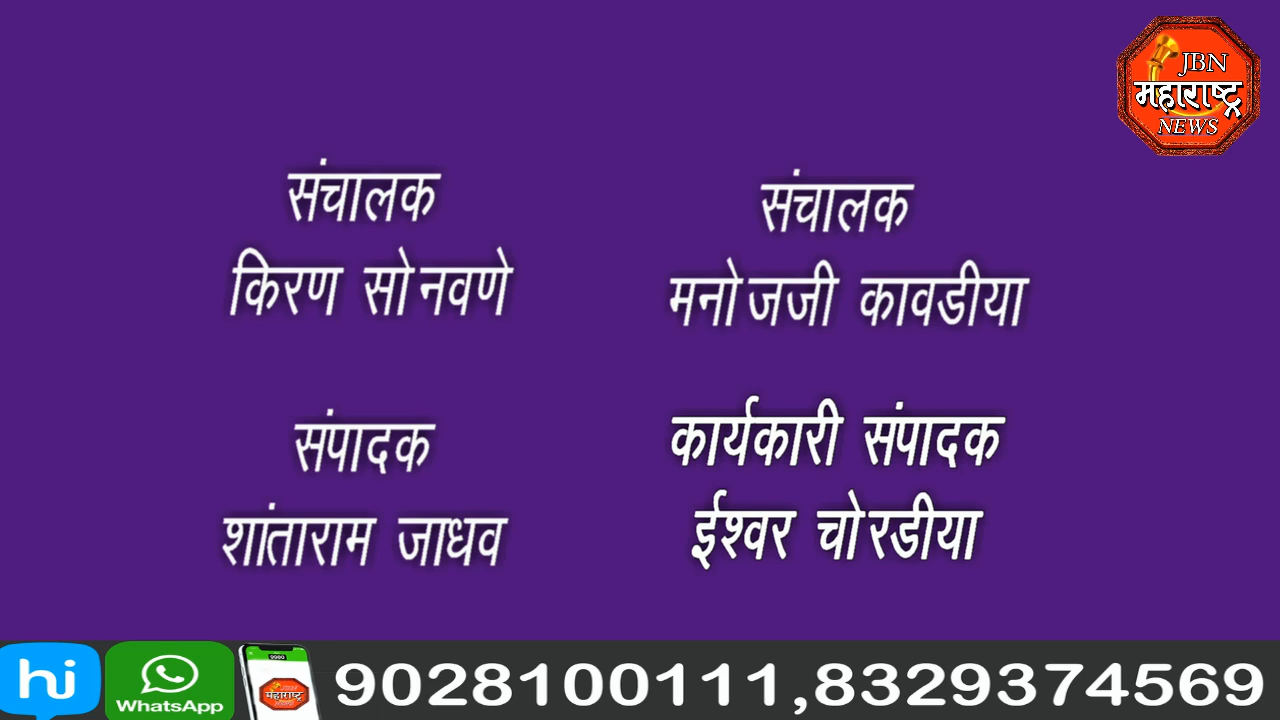 JBN
महाराष्ट्र
NEWS
संचालक
किरण सोनवणे
संचालक
मनोजजी कावडीया
संपादक
शांताराम जाधव
कार्यकारी संपादक
ईश्वर चोरडीया
hi
WhatsApp
महाराष्ट्र
9028100111,8329374569